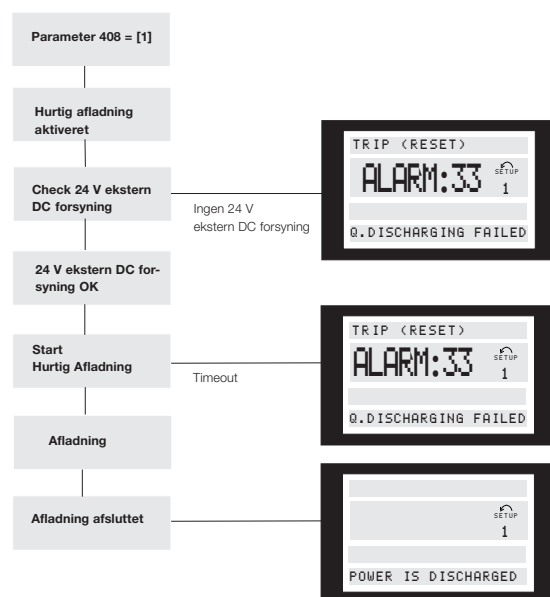 Parameter 408 = [1]
Hurtig afladning
aktiveret
Check 24 V ekstern
DC forsyning
Ingen 24 V
ekstern DC forsyning
TRIP (RESET)
ALARM:33
SETUP
1
Q.DISCHARGING FAILED
24 V ekstern DC for-
syning OK
Start
Hurtig Afladning
Timeout
TRIP (RESET)
ALARM:33
SETUP
1
Q.DISCHARGING FAILED
Afladning
Afladning afsluttet
SETUP
1
POWER IS DISCHARGED